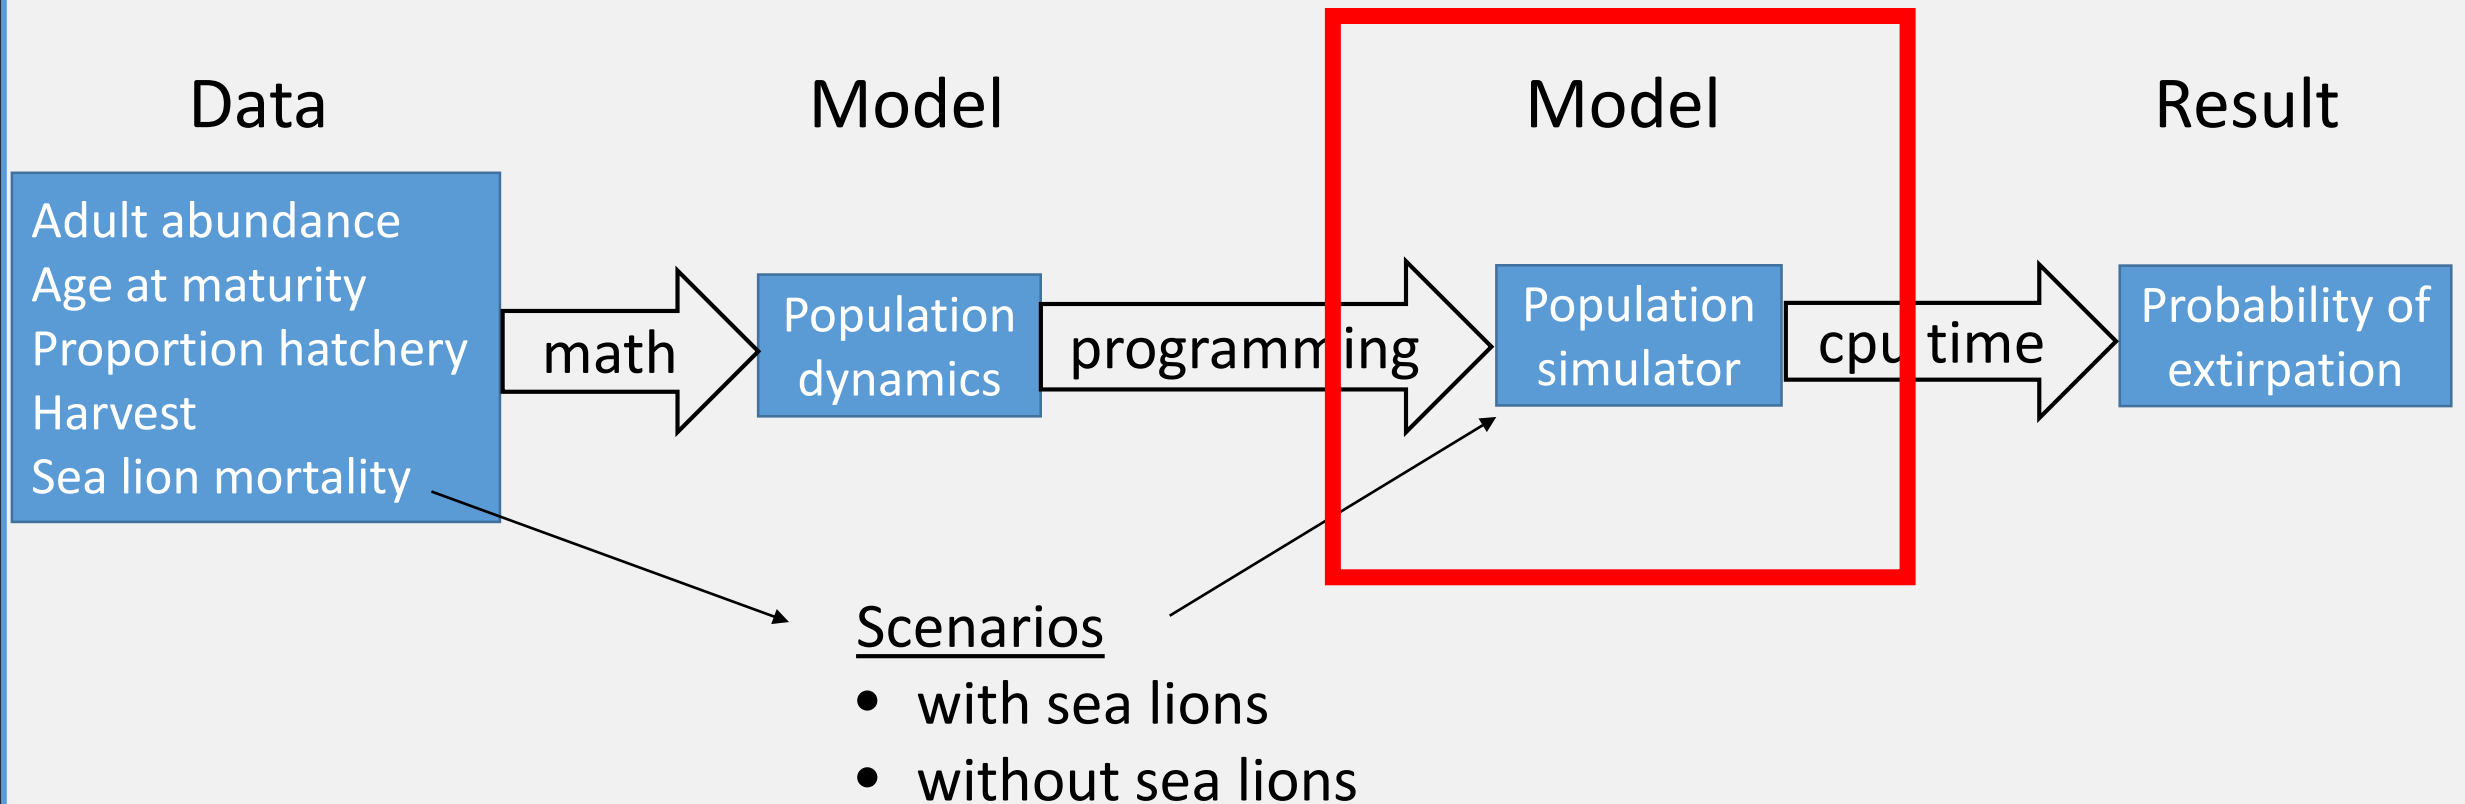 Data
Model
Model
Result
Adult abundance
Age at maturity
Proportion hatchery
Harvest
Sea lion mortality
math
Population
dynamics
programming
Population
simulator
cpu time
Probability of
extirpation
Scenarios
• with sea lions
• without sea lions